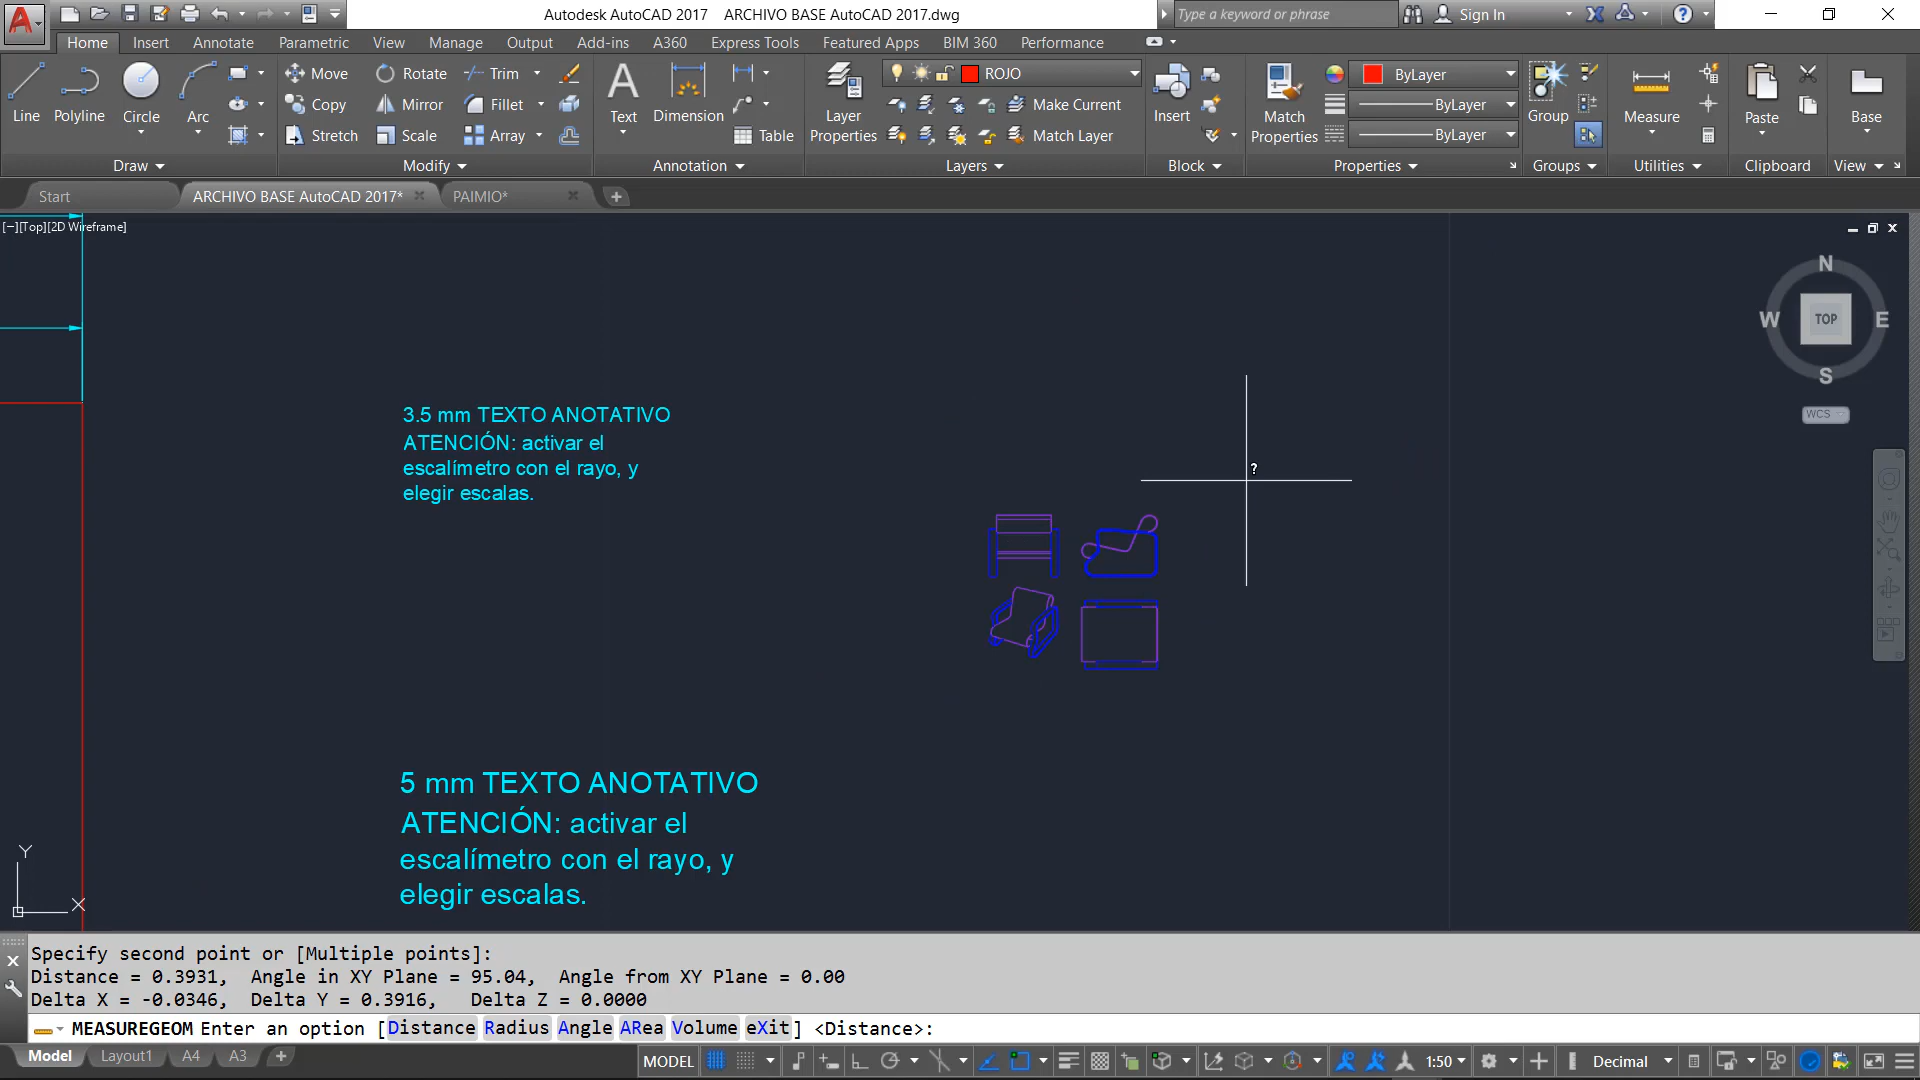 Autodesk AutoCAD 2017 ARCHIVO BASE AutoCAD 2017.dwg
Type a keyword or phrase
Sign In
Home Insert Annotate Parametric View Manage Output Add-ins A360 Express Tools Featured Apps BIM 360 Performance
Move Rotate Trim ROJO ByLayer
Copy Mirror Fillet Make Current ByLayer
Line Polyline Circle Arc Text Dimension Layer Properties Insert Match Properties Group Measure Paste Base
Stretch Scale Array Table Match Layer ByLayer
Draw Modify Annotation Layers Block Properties Groups Utilities Clipboard View
Start ARCHIVO BASE AutoCAD 2017* PAIMIO*
[−][Top][2D Wireframe]
N
W TOP E
S
WCS
3.5 mm TEXTO ANOTATIVO
ATENCIÓN: activar el
escalímetro con el rayo, y
elegir escalas.
?
5 mm TEXTO ANOTATIVO
ATENCIÓN: activar el
escalímetro con el rayo, y
elegir escalas.
Y
X
Specify second point or [Multiple points]:
Distance = 0.3931, Angle in XY Plane = 95.04, Angle from XY Plane = 0.00
Delta X = -0.0346, Delta Y = 0.3916, Delta Z = 0.0000
MEASUREGEOM Enter an option [Distance Radius Angle ARea Volume eXit] <Distance>:
Model Layout1 A4 A3 MODEL 1:50 Decimal